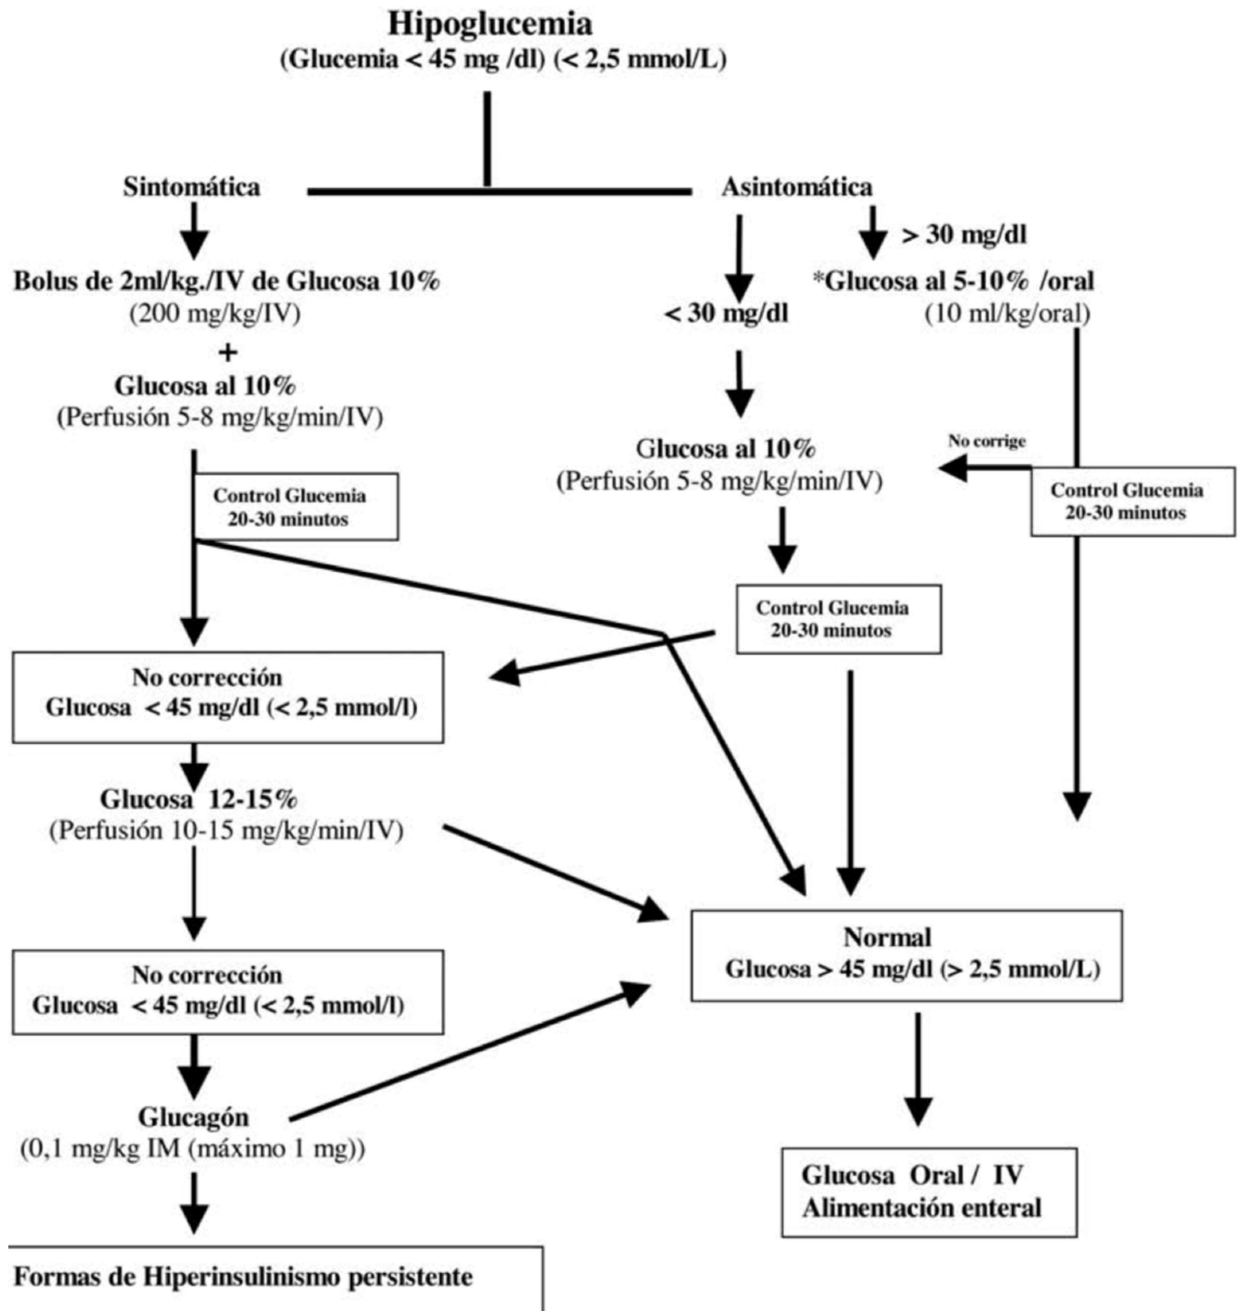 Hipoglucemia
(Glucemia < 45 mg /dl) (< 2,5 mmol/L)
Sintomática
Asintomática
> 30 mg/dl
Bolus de 2ml/kg./IV de Glucosa 10%
(200 mg/kg/IV)
+
Glucosa al 10%
(Perfusión 5-8 mg/kg/min/IV)
*Glucosa al 5-10% /oral
(10 ml/kg/oral)
< 30 mg/dl
Glucosa al 10%
(Perfusión 5-8 mg/kg/min/IV)
No corrige
Control Glucemia
20-30 minutos
Control Glucemia
20-30 minutos
Control Glucemia
20-30 minutos
No corrección
Glucosa < 45 mg/dl (< 2,5 mmol/l)
Glucosa 12-15%
(Perfusión 10-15 mg/kg/min/IV)
No corrección
Glucosa < 45 mg/dl (< 2,5 mmol/l)
Normal
Glucosa > 45 mg/dl (> 2,5 mmol/L)
Glucagón
(0,1 mg/kg IM (máximo 1 mg))
Glucosa Oral / IV
Alimentación enteral
Formas de Hiperinsulinismo persistente